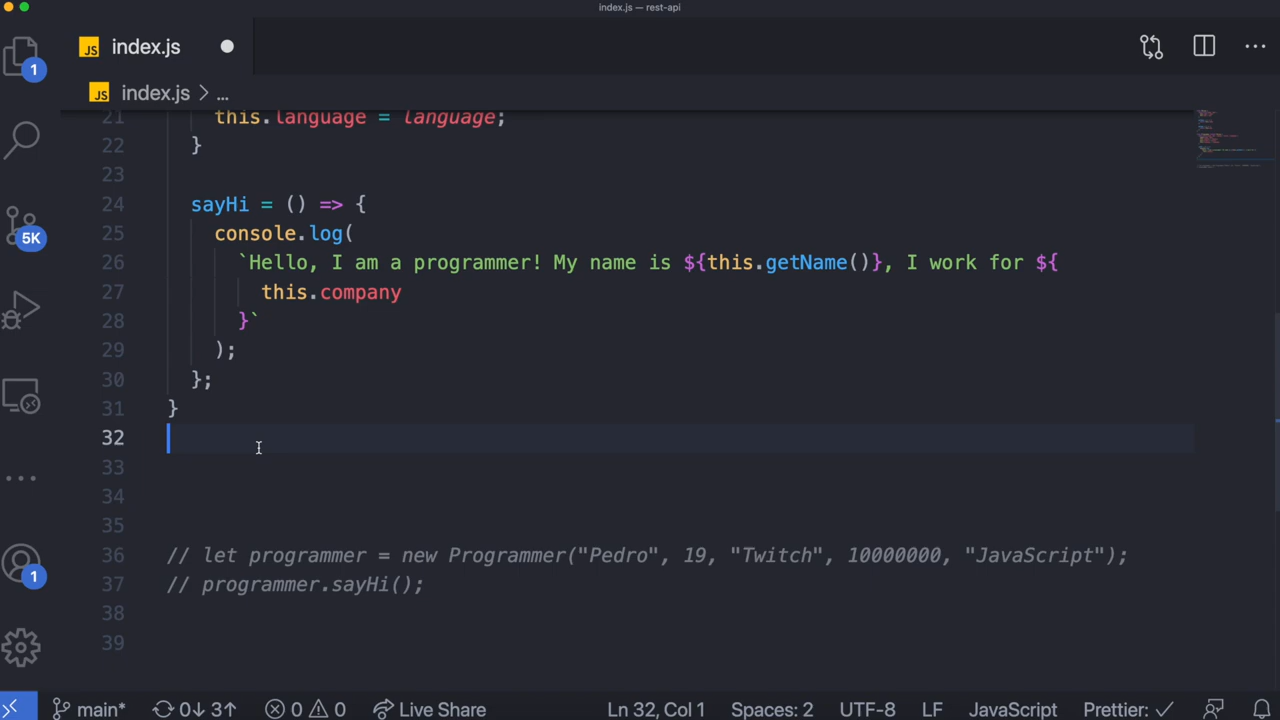 index.js — rest-api
JS index.js
1
JS index.js > ...
21 this.language = language;
22 }
23
24 sayHi = () => {
5K
25 console.log(
26 `Hello, I am a programmer! My name is ${this.getName()}, I work for ${
27 this.company
28 }`
29 );
30 };
31 }
32
33
34
35
36 // let programmer = new Programmer("Pedro", 19, "Twitch", 10000000, "JavaScript");
1
37 // programmer.sayHi();
38
39
main* 0↓ 3↑ 0 0 Live Share Ln 32, Col 1 Spaces: 2 UTF-8 LF JavaScript Prettier: ✓